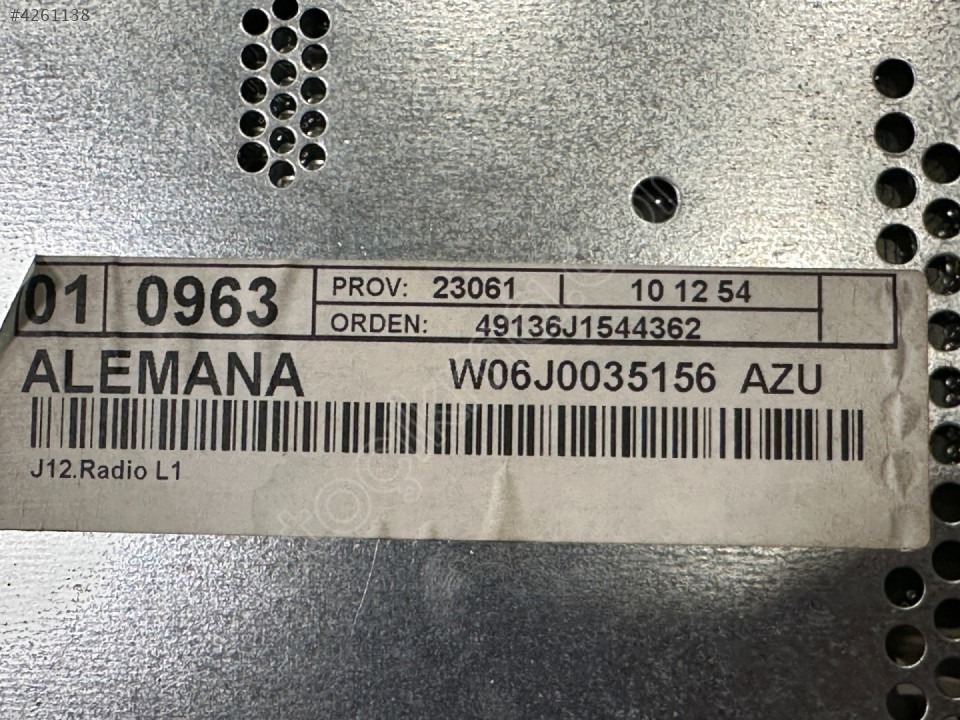 #4261138
01 0963 PROV: 23061 10 12 54
ORDEN: 49136J1544362
ALEMANA W06J0035156 AZU
J12.Radio L1